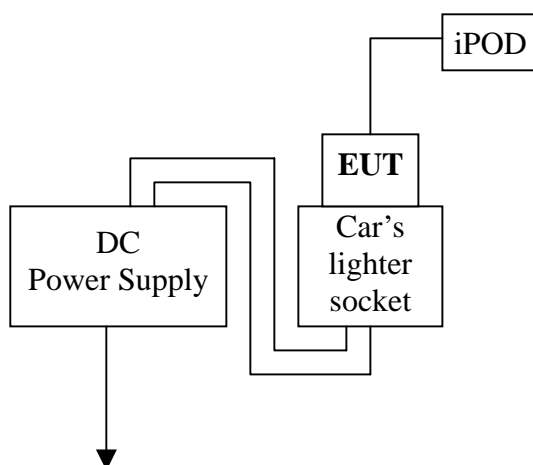 iPOD
EUT
DC
Power Supply
Car's
lighter
socket